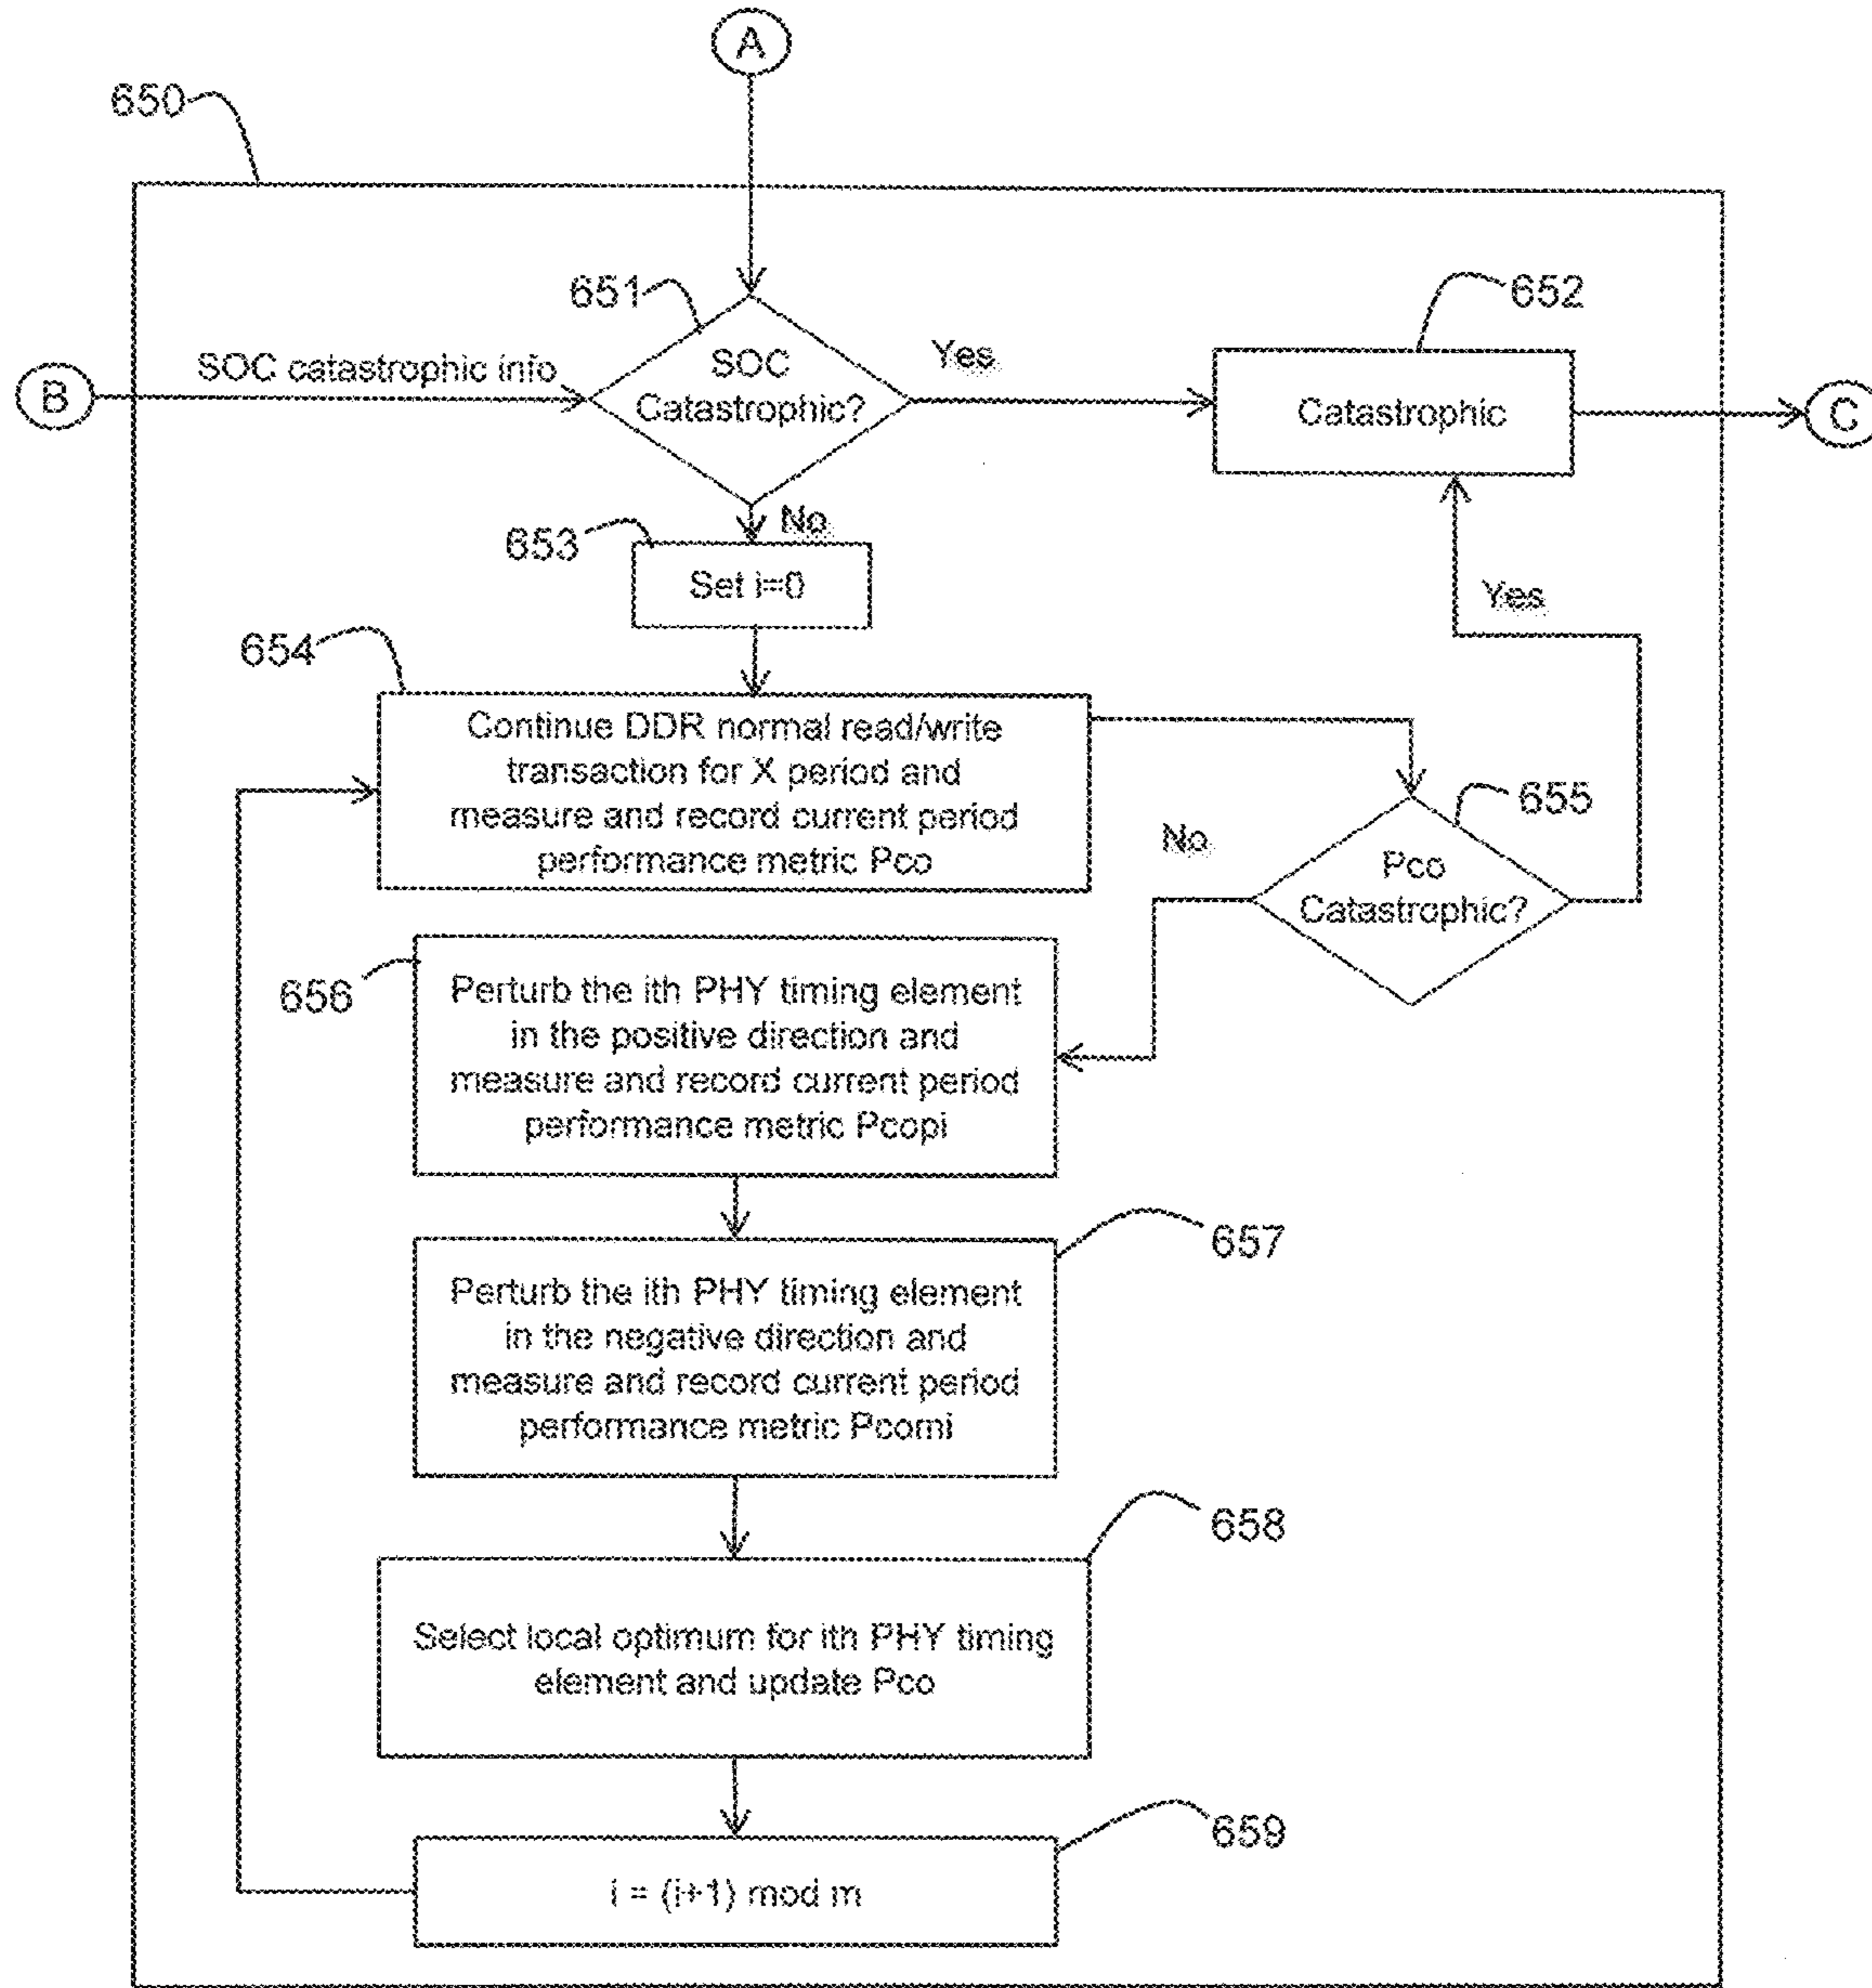 A
650
651
652
SOC catastrophic info
SOC
Catastrophic?
Yes
Catastrophic
B
C
No
653
Set i=0
Yes
654
Continue DDR normal read/write
transaction for X period and
measure and record current period
performance metric Pco
655
No
Pco
Catastrophic?
656
Perturb the ith PHY timing element
in the positive direction and
measure and record current period
performance metric Pcopi
657
Perturb the ith PHY timing element
in the negative direction and
measure and record current period
performance metric Pcomi
658
Select local optimum for ith PHY timing
element and update Pco
659
i = (i+1) mod m